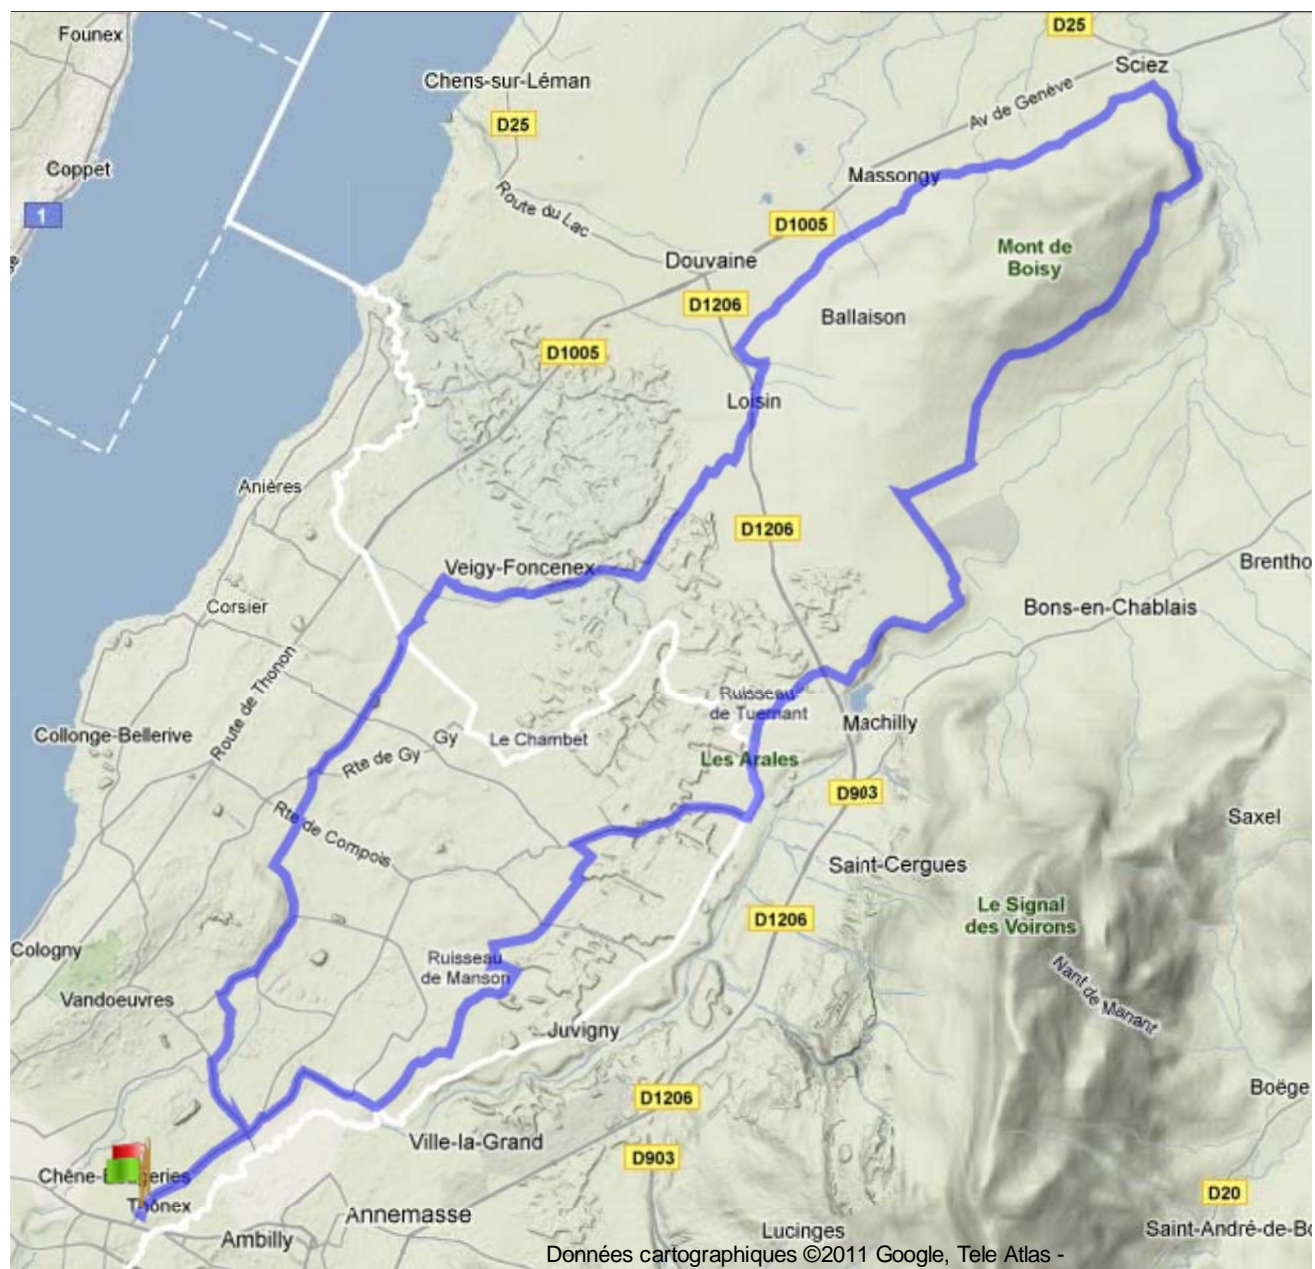 Founex
D25
Sciez
Chens-sur-Léman
Av de Genève
D25
Coppet
Massongy
1
Route du Lac
D1005
Mont de
Boisy
Douvaine
D1206
Ballaison
D1005
Loisin
Anières
D1206
Veigy-Foncenex
Brentho
Corsier
Bons-en-Chablais
Route de Thonon
Ruisseau
de Tuernant
Collonge-Bellerive
Gy
Le Chambet
Machilly
Rte de Gy
Les Arales
D903
Rte de Compois
Saxel
Saint-Cergues
Le Signal
des Voirons
D1206
Cologny
Ruisseau
de Manson
Nant de Manant
Vandoeuvres
Juvigny
Boëge
D1206
Ville-la-Grand
D903
Chêne-Bougeries
D20
Thônex
Annemasse
Ambilly
Lucinges
Saint-André-de-Bo
Données cartographiques ©2011 Google, Tele Atlas -